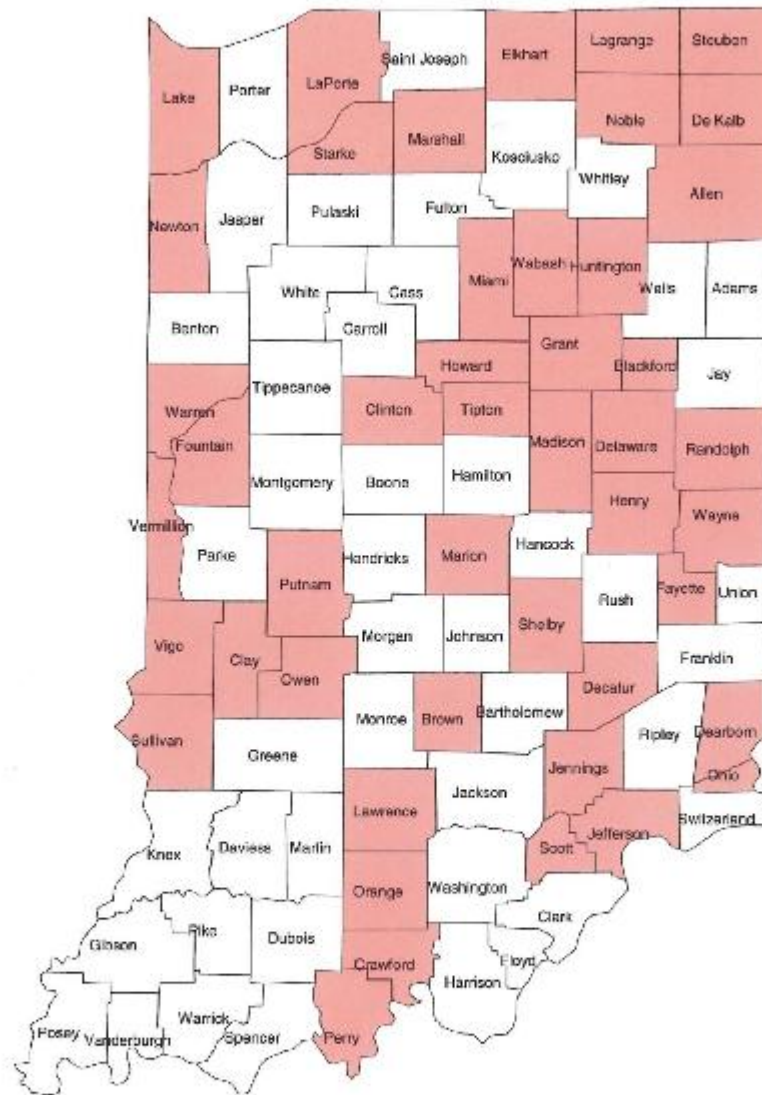 Lake
Porter
LaPorte
Saint Joseph
Elkhart
Lagrange
Steuben
Noble
De Kalb
Starke
Marshall
Kosciusko
Whitley
Allen
Newton
Jasper
Pulaski
Fulton
White
Cass
Miami
Wabash
Huntington
Wells
Adams
Benton
Carroll
Howard
Grant
Blackford
Jay
Warren
Tippecanoe
Clinton
Tipton
Madison
Delaware
Randolph
Fountain
Montgomery
Boone
Hamilton
Henry
Wayne
Vermillion
Parke
Putnam
Hendricks
Marion
Hancock
Rush
Fayette
Union
Vigo
Clay
Owen
Morgan
Johnson
Shelby
Franklin
Decatur
Sullivan
Greene
Monroe
Brown
Bartholomew
Ripley
Dearborn
Ohio
Jennings
Jackson
Lawrence
Switzerland
Jefferson
Scott
Knox
Daviess
Martin
Orange
Washington
Clark
Gibson
Pike
Dubois
Crawford
Harrison
Floyd
Posey
Vanderburgh
Warrick
Spencer
Perry